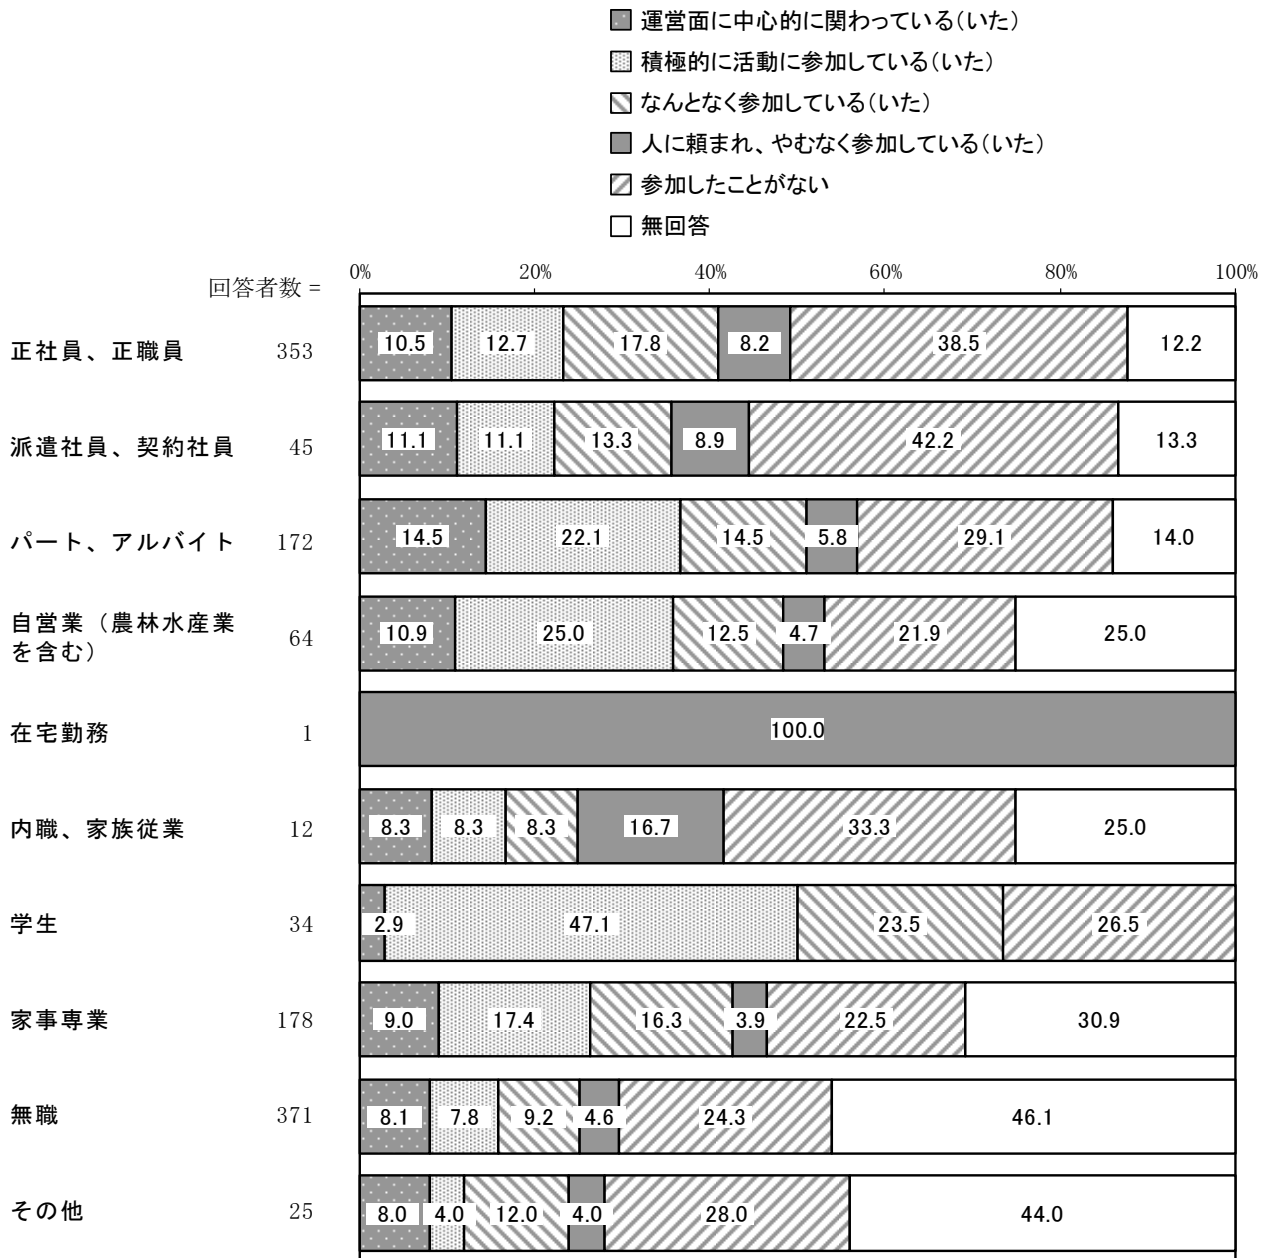 運営面に中心的に関わっている(いた)
積極的に活動に参加している(いた)
なんとなく参加している(いた)
人に頼まれ、やむなく参加している(いた)
参加したことがない
無回答
回答者数 =
0% 20% 40% 60% 80% 100%
正社員、正職員 353 10.5 12.7 17.8 8.2 38.5 12.2
派遣社員、契約社員 45 11.1 11.1 13.3 8.9 42.2 13.3
パート、アルバイト 172 14.5 22.1 14.5 5.8 29.1 14.0
自営業(農林水産業
を含む) 64 10.9 25.0 12.5 4.7 21.9 25.0
在宅勤務 1 100.0
内職、家族従業 12 8.3 8.3 8.3 16.7 33.3 25.0
学生 34 2.9 47.1 23.5 26.5
家事専業 178 9.0 17.4 16.3 3.9 22.5 30.9
無職 371 8.1 7.8 9.2 4.6 24.3 46.1
その他 25 8.0 4.0 12.0 4.0 28.0 44.0